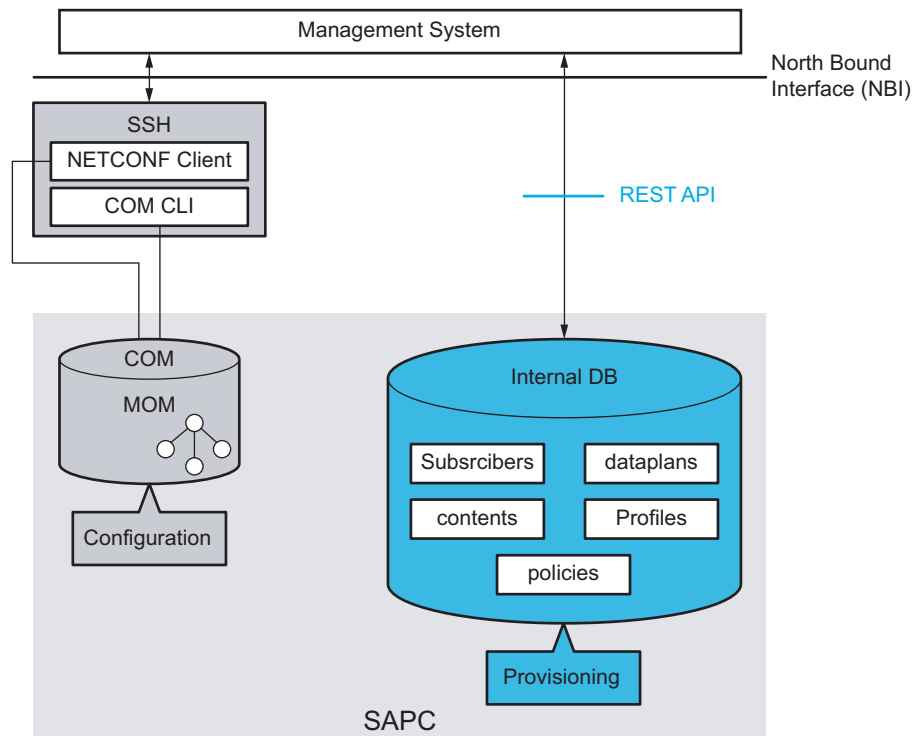 Management System
North Bound
Interface (NBI)
SSH
NETCONF Client
COM CLI
REST API
COM
MOM
Configuration
Internal DB
Subsrcibers
dataplans
contents
Profiles
policies
Provisioning
SAPC